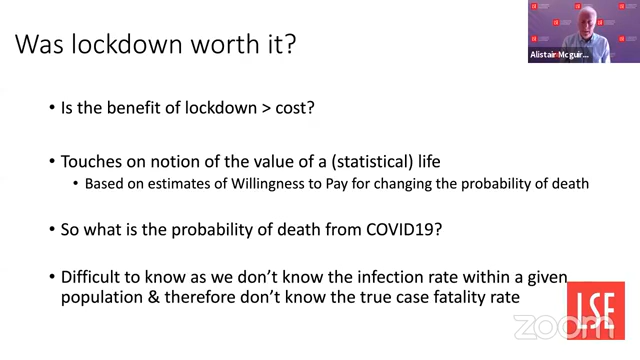 Was lockdown worth it?
Alistair Mcguir...
• Is the benefit of lockdown > cost?
• Touches on notion of the value of a (statistical) life
• Based on estimates of Willingness to Pay for changing the probability of death
• So what is the probability of death from COVID19?
• Difficult to know as we don't know the infection rate within a given
population & therefore don't know the true case fatality rate
LSE
zoom